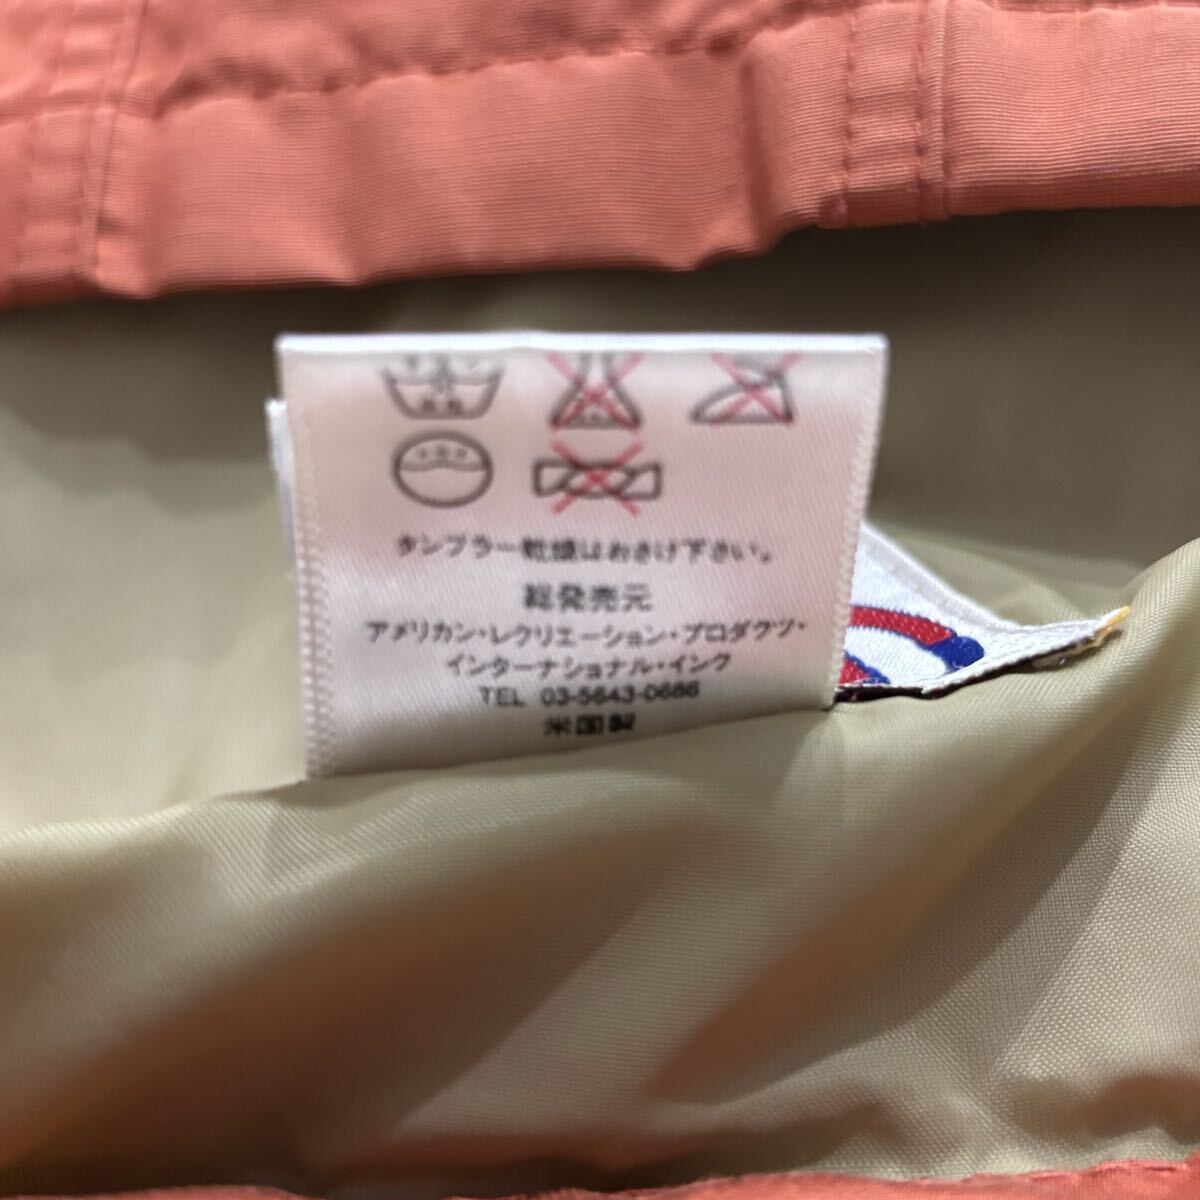 タンブラー乾燥はおさけ下さい。
総発売元
アメリカン・レクリエーション・プロダクツ・
インターナショナル・インク
TEL 03-5643-0686
米国製